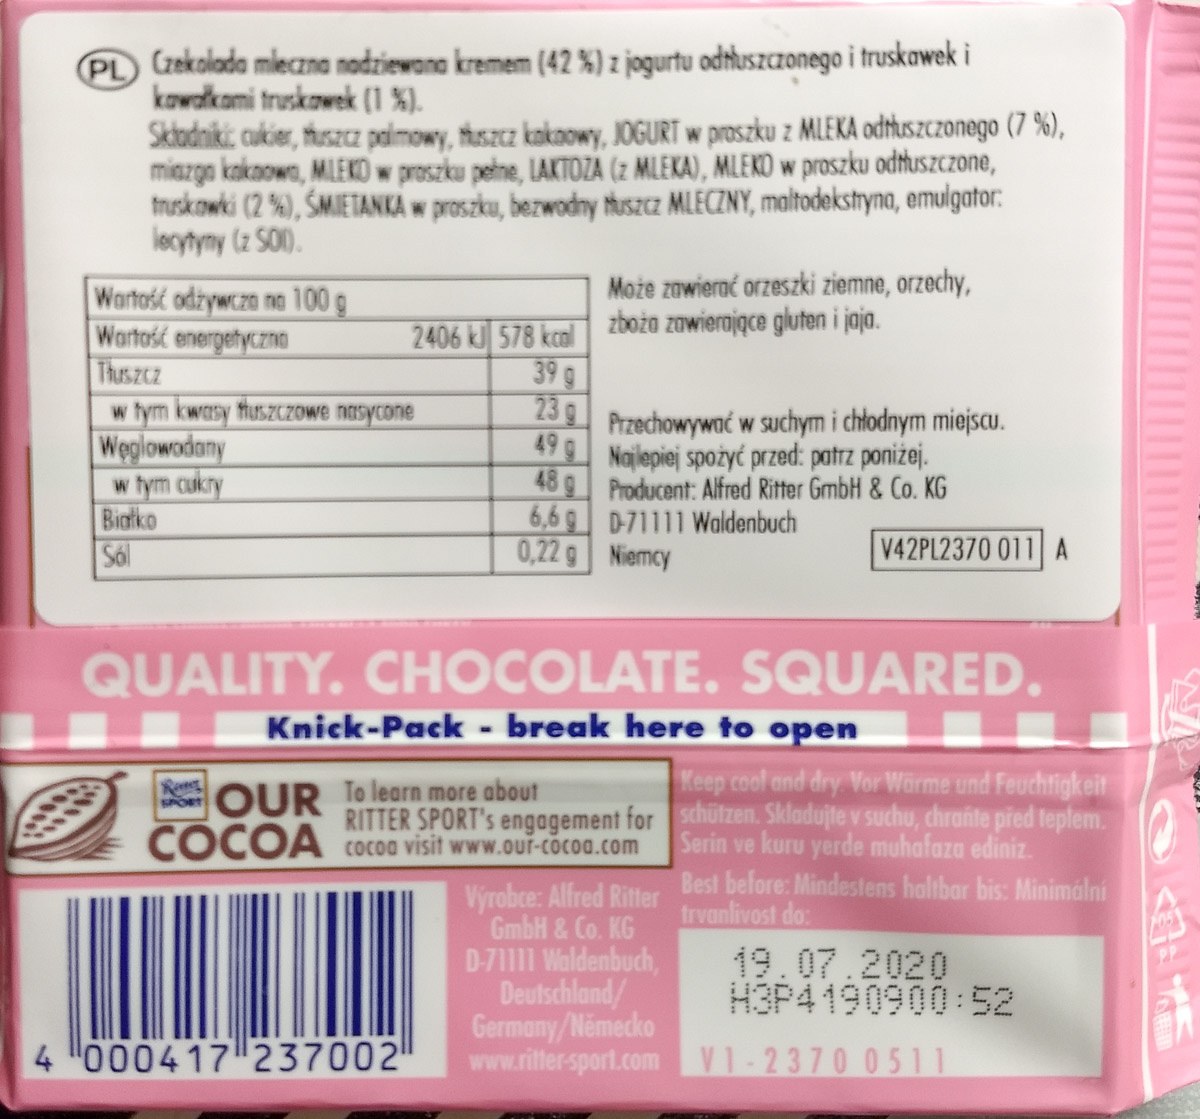 PL Czekolada mleczna nadziewana kremem (42 %) z jogurtu odtłuszczonego i truskawek i
kawałkami truskawek (1 %).
Składniki: cukier, tłuszcz palmowy, tłuszcz kakaowy, JOGURT w proszku z MLEKA odtłuszczonego (7 %),
miazga kakaowa, MLEKO w proszku pełne, LAKTOZA (z MLEKA), MLEKO w proszku odtłuszczone,
truskawki (2 %), ŚMIETANKA w proszku, bezwodny tłuszcz MLECZNY, maltodekstryna, emulgator:
lecytyny (z SOI).
Wartość odżywcza na 100 g
Wartość energetyczna 2406 kJ 578 kcal
Tłuszcz 39 g
w tym kwasy tłuszczowe nasycone 23 g
Węglowodany 49 g
w tym cukry 48 g
Białko 6,6 g
Sól 0,22 g
Może zawierać orzeszki ziemne, orzechy,
zboża zawierające gluten i jaja.
Przechowywać w suchym i chłodnym miejscu.
Najlepiej spożyć przed: patrz poniżej.
Producent: Alfred Ritter GmbH & Co. KG
D-71111 Waldenbuch
Niemcy
V42PL2370 011 A
QUALITY. CHOCOLATE. SQUARED.
Knick-Pack - break here to open
Ritter SPORT OUR
COCOA
To learn more about
RITTER SPORT's engagement for
cocoa visit www.our-cocoa.com
Keep cool and dry. Vor Wärme und Feuchtigkeit
schützen. Skladujte v suchu, chraňte před teplem.
Serin ve kuru yerde muhafaza ediniz.
Best before: Mindestens haltbar bis: Minimální
trvanlivost do:
19.07.2020
H3P4190900:52
V1-2370 0511
Výrobce: Alfred Ritter
GmbH & Co. KG
D-71111 Waldenbuch,
Deutschland/
Germany/Německo
www.ritter-sport.com
4 000417 237002
05
PP